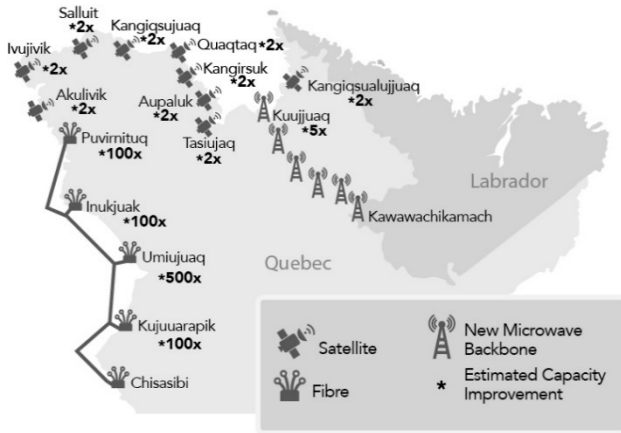 Salluit
*2x
Kangiqsujuaq
*2x
Quaqtaq *2x
Ivujivik
*2x
Kangirsuk
*2x
Kangiqsualujjuaq
*2x
Akulivik
*2x
Aupaluk
*2x
Kuujjuaq
*5x
Tasiujaq
*2x
Puvirnituq
*100x
Labrador
Inukjuak
*100x
Kawawachikamach
Umiujuaq
*500x
Quebec
Kujuuarapik
*100x
Chisasibi
Satellite
New Microwave
Backbone
Fibre
* Estimated Capacity
Improvement